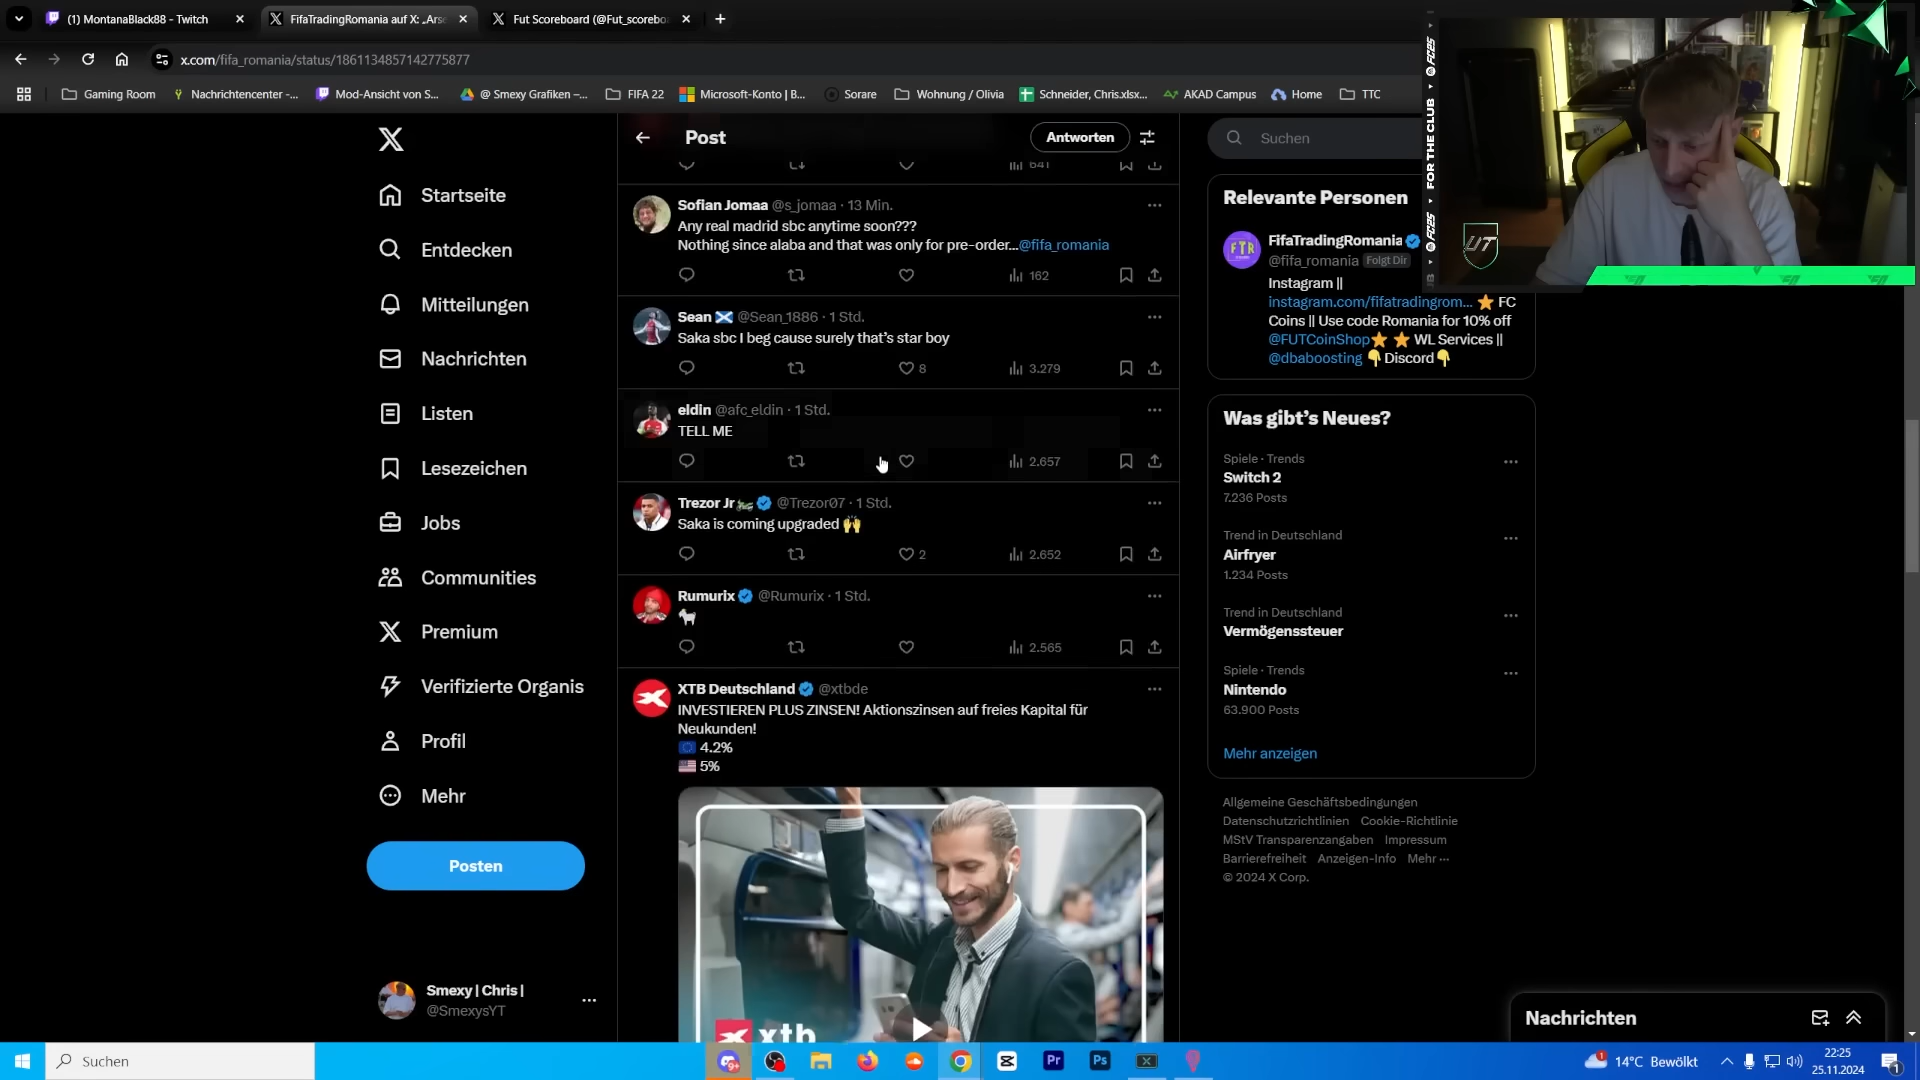 (1) MontanaBlack88 - Twitch
FifaTradingRomania auf X: „Arse
Fut Scoreboard (@Fut_scorebo
x.com/fifa_romania/status/1861134857142775877
Gaming Room
Nachrichtencenter -...
Mod-Ansicht von S...
@ Smexy Grafiken –...
FIFA 22
Microsoft-Konto | B...
Sorare
Wohnung / Olivia
Schneider, Chris.xlsx...
AKAD Campus
Home
TTC
Startseite
Entdecken
Mitteilungen
Nachrichten
Listen
Lesezeichen
Jobs
Communities
Premium
Verifizierte Organis
Profil
Mehr
Posten
Smexy | Chris |
@SmexysYT
Post
Antworten
641
Sofian Jomaa @s_jomaa · 13 Min.
Any real madrid sbc anytime soon???
Nothing since alaba and that was only for pre-order...@fifa_romania
162
Sean 🏴󠁧󠁢󠁳󠁣󠁴󠁿 @Sean_1886 · 1 Std.
Saka sbc I beg cause surely that’s star boy
8 3.279
eldin @afc_eldin · 1 Std.
TELL ME
2.657
Trezor Jr @Trezor07 · 1 Std.
Saka is coming upgraded 🙌
2 2.652
Rumurix @Rumurix · 1 Std.
🐐
2.565
XTB Deutschland @xtbde
INVESTIEREN PLUS ZINSEN! Aktionszinsen auf freies Kapital für
Neukunden!
🇪🇺 4.2%
🇺🇸 5%
xtb
Suchen
Relevante Personen
FTR
FifaTradingRomania
@fifa_romania Folgt Dir
Instagram ||
instagram.com/fifatradingrom... ⭐ FC
Coins || Use code Romania for 10% off
@FUTCoinShop⭐ ⭐ WL Services ||
@dbaboosting 👇Discord👇
Was gibt’s Neues?
Spiele · Trends
Switch 2
7.236 Posts
Trend in Deutschland
Airfryer
1.234 Posts
Trend in Deutschland
Vermögenssteuer
Spiele · Trends
Nintendo
63.900 Posts
Mehr anzeigen
Allgemeine Geschäftsbedingungen
Datenschutzrichtlinien Cookie-Richtlinie
MStV Transparenzangaben Impressum
Barrierefreiheit Anzeigen-Info Mehr ···
© 2024 X Corp.
FC25
FOR THE CLUB
FC25
UT
Nachrichten
Suchen
Pr
Ps
14°C Bewölkt
22:25
25.11.2024